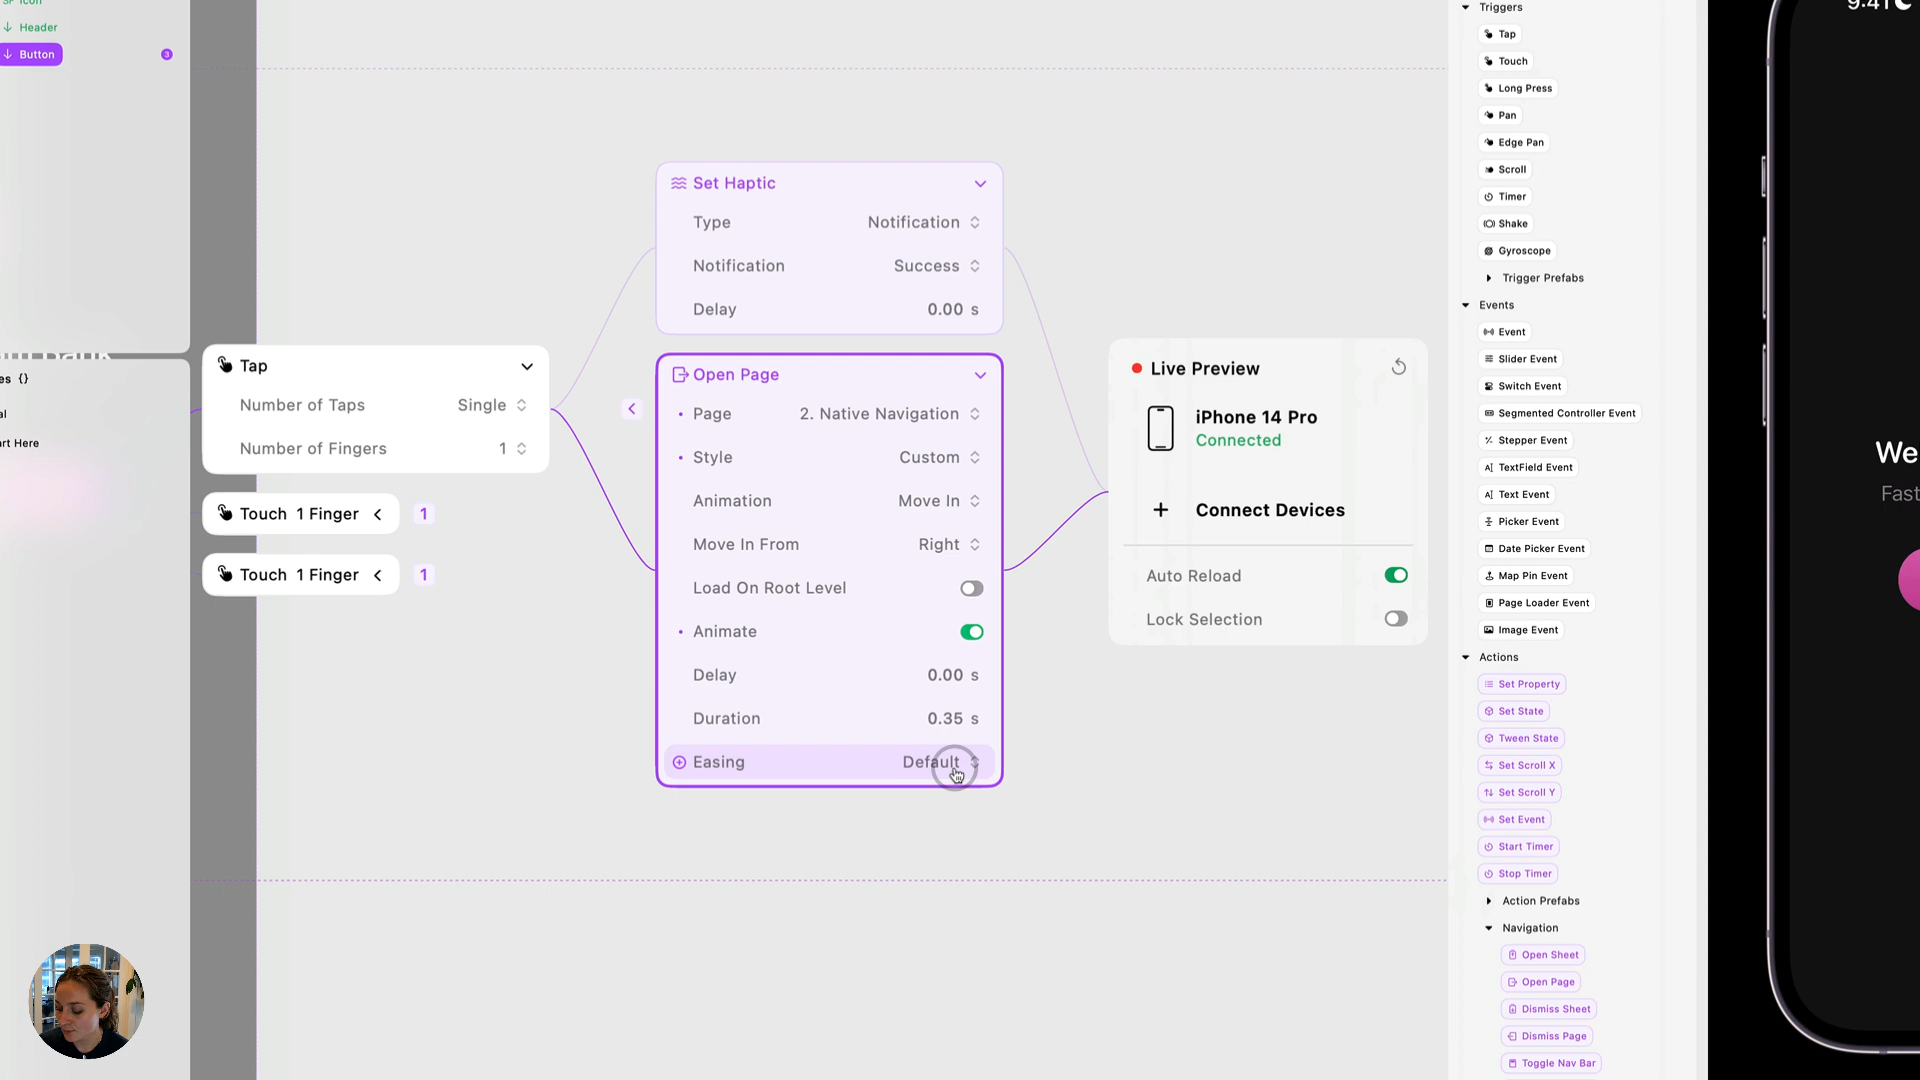 Icon
Header
Button
3
es {}
al
art Here
Tap
Number of Taps Single
Number of Fingers 1
Touch 1 Finger 1
Touch 1 Finger 1
Set Haptic
Type Notification
Notification Success
Delay 0.00 s
Open Page
Page 2. Native Navigation
Style Custom
Animation Move In
Move In From Right
Load On Root Level
Animate
Delay 0.00 s
Duration 0.35 s
Easing Default
Live Preview
iPhone 14 Pro
Connected
+ Connect Devices
Auto Reload
Lock Selection
Triggers
Tap
Touch
Long Press
Pan
Edge Pan
Scroll
Timer
Shake
Gyroscope
Trigger Prefabs
Events
Event
Slider Event
Switch Event
Segmented Controller Event
Stepper Event
TextField Event
Text Event
Picker Event
Date Picker Event
Map Pin Event
Page Loader Event
Image Event
Actions
Set Property
Set State
Tween State
Set Scroll X
Set Scroll Y
Set Event
Start Timer
Stop Timer
Action Prefabs
Navigation
Open Sheet
Open Page
Dismiss Sheet
Dismiss Page
Toggle Nav Bar
9:41
We
Fast